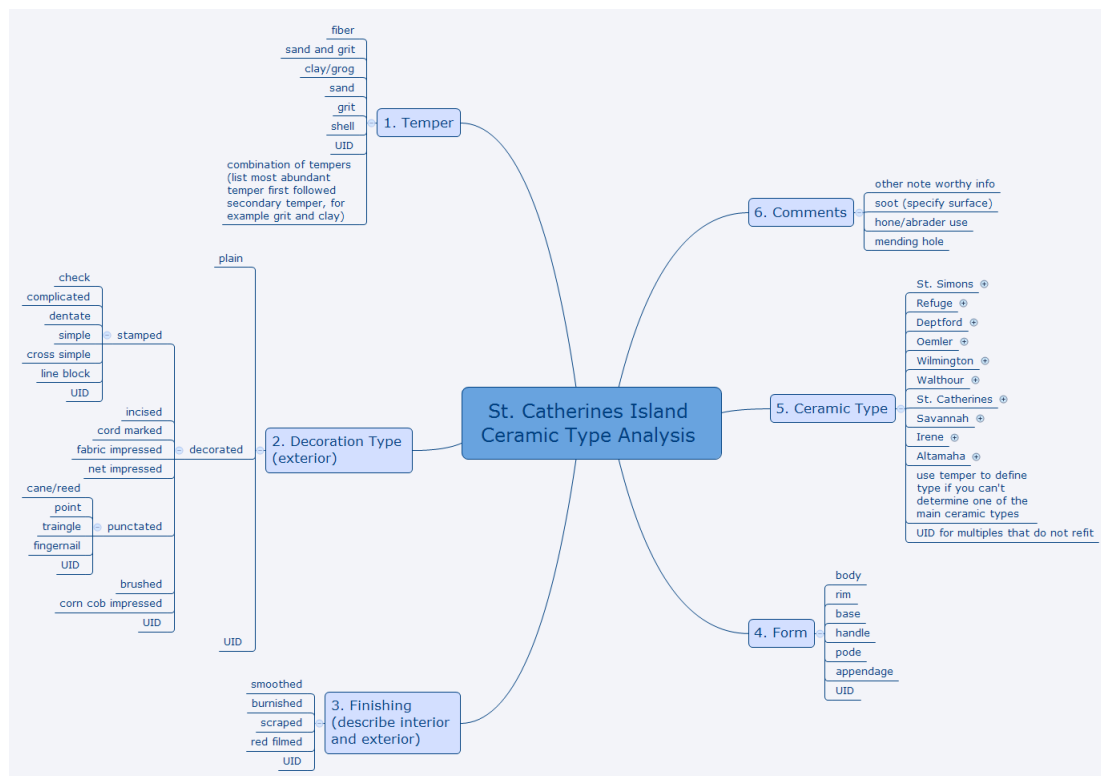 St. Catherines Island
Ceramic Type Analysis
1. Temper
fiber
sand and grit
clay/grog
sand
grit
shell
UID
combination of tempers
(list most abundant
temper first followed
secondary temper, for
example grit and clay)
2. Decoration Type
(exterior)
plain
decorated
stamped
check
complicated
dentate
simple
cross simple
line block
UID
incised
cord marked
fabric impressed
net impressed
punctated
cane/reed
point
traingle
fingernail
UID
brushed
corn cob impressed
UID
UID
3. Finishing
(describe interior
and exterior)
smoothed
burnished
scraped
red filmed
UID
4. Form
body
rim
base
handle
pode
appendage
UID
5. Ceramic Type
St. Simons
Refuge
Deptford
Oemler
Wilmington
Walthour
St. Catherines
Savannah
Irene
Altamaha
use temper to define
type if you can't
determine one of the
main ceramic types
UID for multiples that do not refit
6. Comments
other note worthy info
soot (specify surface)
hone/abrader use
mending hole